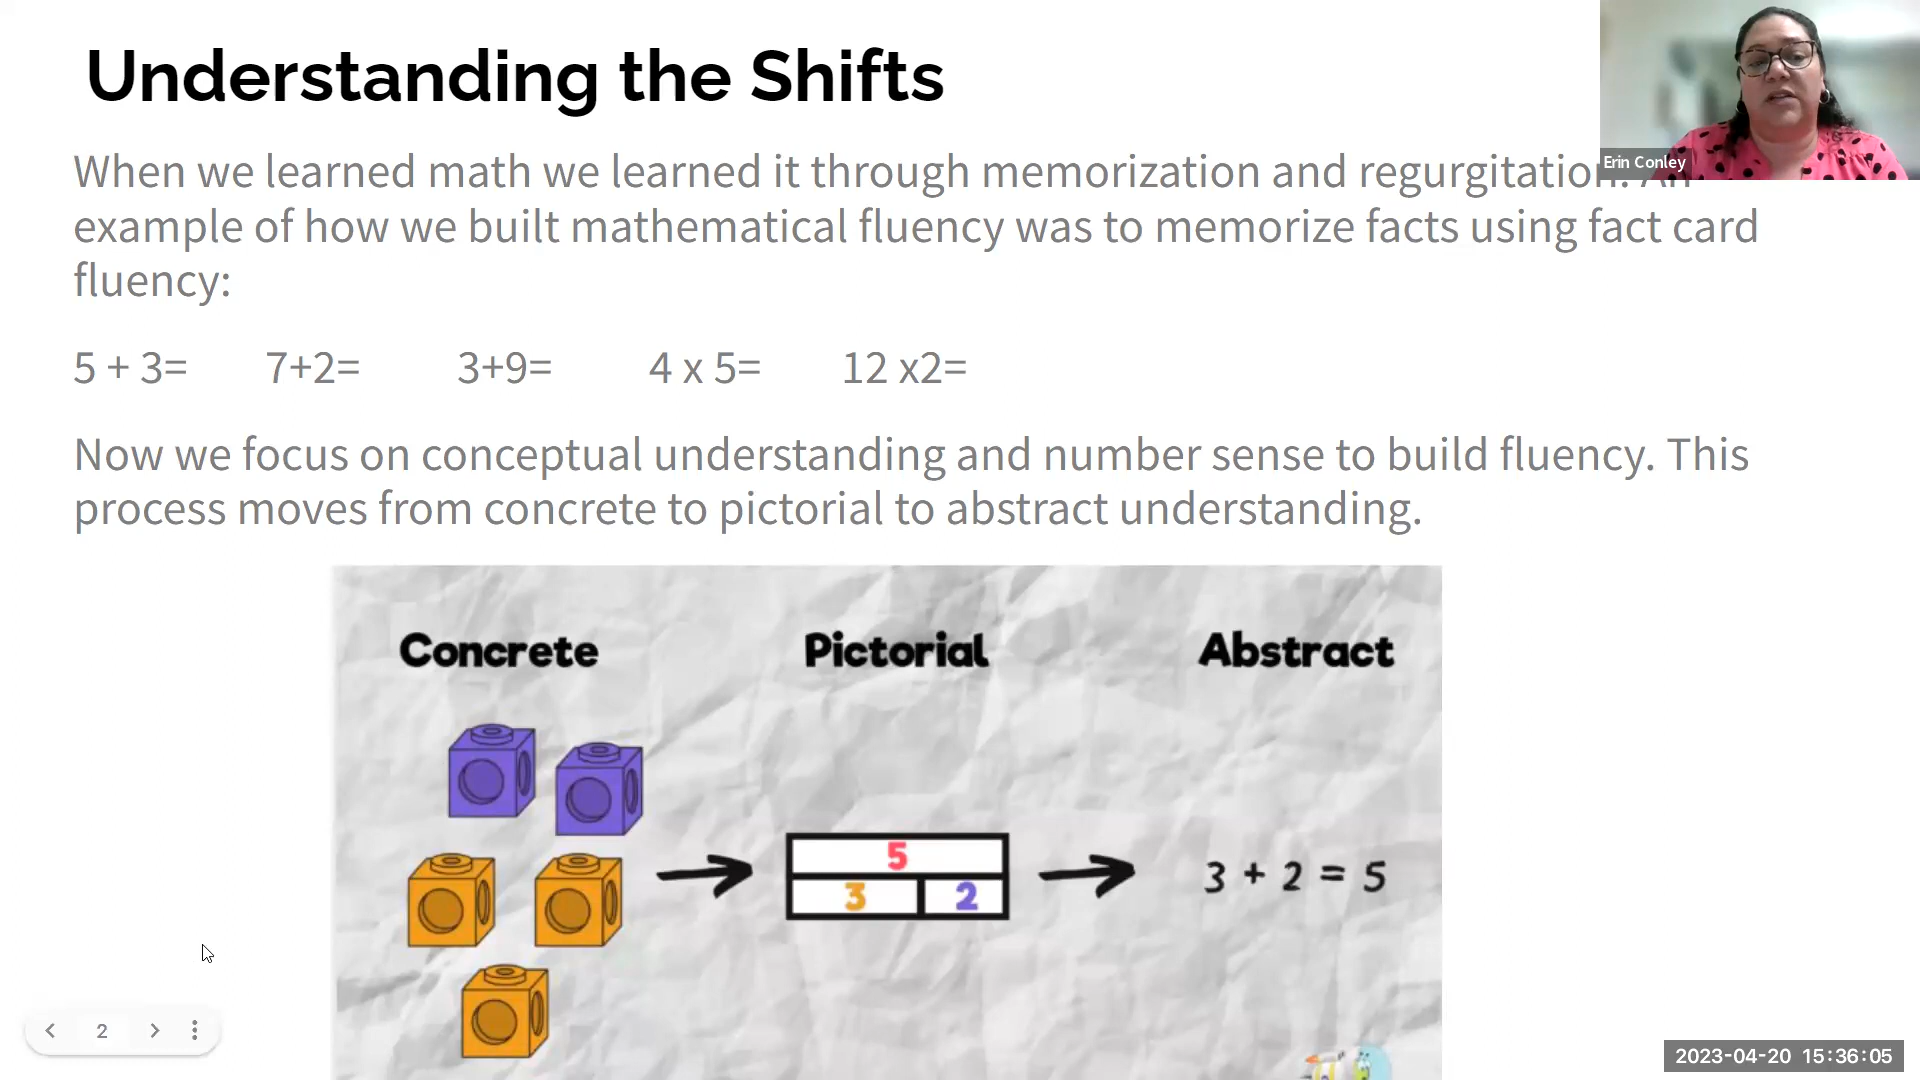 Understanding the Shifts
When we learned math we learned it through memorization and regurgitation.
Erin Conley
example of how we built mathematical fluency was to memorize facts using fact card
fluency:
5 + 3= 7+2= 3+9= 4 x 5= 12 x2=
Now we focus on conceptual understanding and number sense to build fluency. This
process moves from concrete to pictorial to abstract understanding.
Concrete Pictorial Abstract
5
3 2
3 + 2 = 5
2
2023-04-20 15:36:05